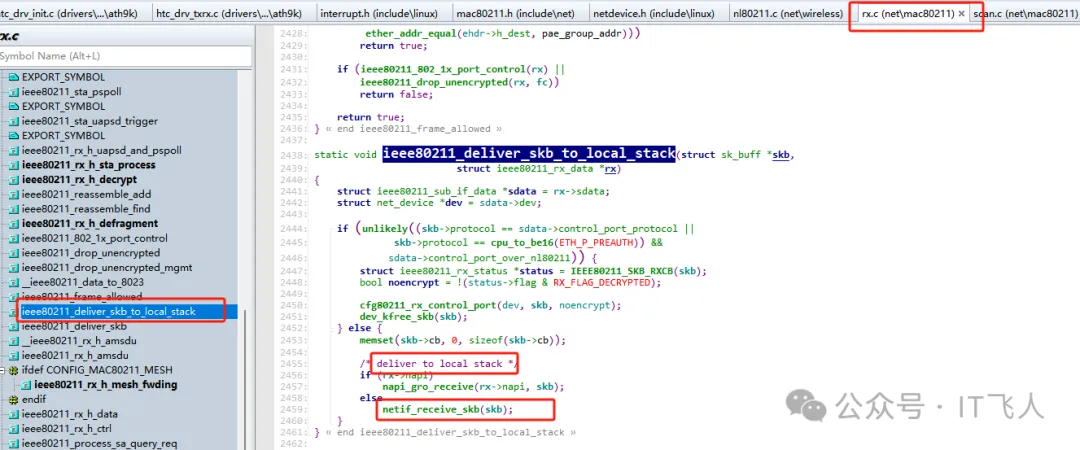 htc_drv_init.c (drivers\...\ath9k)
htc_drv_txrx.c (drivers\...\ath9k)
interrupt.h (include\linux)
mac80211.h (include\net)
netdevice.h (include\linux)
nl80211.c (net\wireless)
rx.c (net\mac80211) ×
scan.c (net\mac80211)
rx.c
Symbol Name (Alt+L)
EXPORT_SYMBOL
ieee80211_sta_pspoll
EXPORT_SYMBOL
ieee80211_sta_uapsd_trigger
EXPORT_SYMBOL
ieee80211_rx_h_uapsd_and_pspoll
ieee80211_rx_h_sta_process
ieee80211_rx_h_decrypt
ieee80211_reassemble_add
ieee80211_reassemble_find
ieee80211_rx_h_defragment
ieee80211_802_1x_port_control
ieee80211_drop_unencrypted
ieee80211_drop_unencrypted_mgmt
__ieee80211_data_to_8023
ieee80211_frame_allowed
ieee80211_deliver_skb_to_local_stack
ieee80211_deliver_skb
__ieee80211_rx_h_amsdu
ieee80211_rx_h_amsdu
ifdef CONFIG_MAC80211_MESH
ieee80211_rx_h_mesh_fwding
endif
ieee80211_rx_h_data
ieee80211_rx_h_ctrl
ieee80211_process_sa_query_req
2428: ether_addr_equal(ehdr->h_dest, pae_group_addr)))
2429: return true;
2430:
2431: if (ieee80211_802_1x_port_control(rx) ||
2432: ieee80211_drop_unencrypted(rx, fc))
2433: return false;
2434:
2435: return true;
2436: } « end ieee80211_frame_allowed »
2437:
2438: static void ieee80211_deliver_skb_to_local_stack(struct sk_buff *skb,
2439: struct ieee80211_rx_data *rx)
2440: {
2441: struct ieee80211_sub_if_data *sdata = rx->sdata;
2442: struct net_device *dev = sdata->dev;
2443:
2444: if (unlikely((skb->protocol == sdata->control_port_protocol ||
2445: skb->protocol == cpu_to_be16(ETH_P_PREAUTH)) &&
2446: sdata->control_port_over_nl80211)) {
2447: struct ieee80211_rx_status *status = IEEE80211_SKB_RXCB(skb);
2448: bool noencrypt = !(status->flag & RX_FLAG_DECRYPTED);
2449:
2450: cfg80211_rx_control_port(dev, skb, noencrypt);
2451: dev_kfree_skb(skb);
2452: } else {
2453: memset(skb->cb, 0, sizeof(skb->cb));
2454:
2455: /* deliver to local stack */
2456: if (rx->napi)
2457: napi_gro_receive(rx->napi, skb);
2458: else
2459: netif_receive_skb(skb);
2460: }
2461: } « end ieee80211_deliver_skb_to_local_stack »
2462:
公众号 · IT飞人